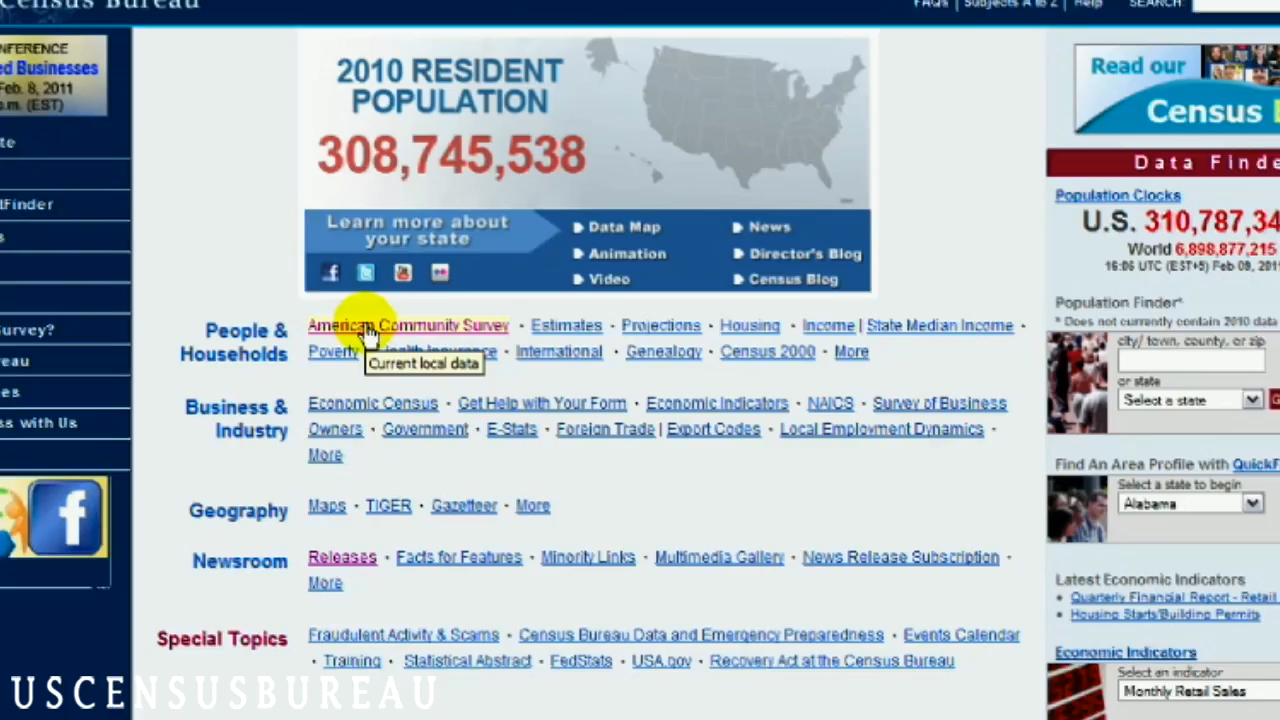 Census Bureau
FAQs | Subjects A to Z | Help SEARCH:
NFERENCE
ed Businesses
Feb. 8, 2011
p.m. (EST)
te
tFinder
s
Survey?
reau
es
ss with Us
2010 RESIDENT
POPULATION
308,745,538
Learn more about
your state
Data Map
Animation
Video
News
Director's Blog
Census Blog
People &
Households
American Community Survey · Estimates · Projections · Housing · Income | State Median Income ·
Poverty Health Insurance · International · Genealogy · Census 2000 · More
Current local data
Business &
Industry
Economic Census · Get Help with Your Form · Economic Indicators · NAICS · Survey of Business
Owners · Government · E-Stats · Foreign Trade | Export Codes · Local Employment Dynamics ·
More
Geography
Maps · TIGER · Gazetteer · More
Newsroom
Releases · Facts for Features · Minority Links · Multimedia Gallery · News Release Subscription ·
More
Special Topics
Fraudulent Activity & Scams · Census Bureau Data and Emergency Preparedness · Events Calendar
· Training · Statistical Abstract · FedStats · USA.gov · Recovery Act at the Census Bureau
Read our
Census
Data Finde
Population Clocks
U.S. 310,787,34
World 6,898,877,215
16:06 UTC (EST+5) Feb 09, 2011
Population Finder*
* Does not currently contain 2010 data
city/ town, county, or zip
or state
Select a state
Find An Area Profile with QuickF
Select a state to begin
Alabama
Latest Economic Indicators
• Quarterly Financial Report - Retail
• Housing Starts/Building Permits
Economic Indicators
Select an indicator
Monthly Retail Sales
USCENSUSBUREAU